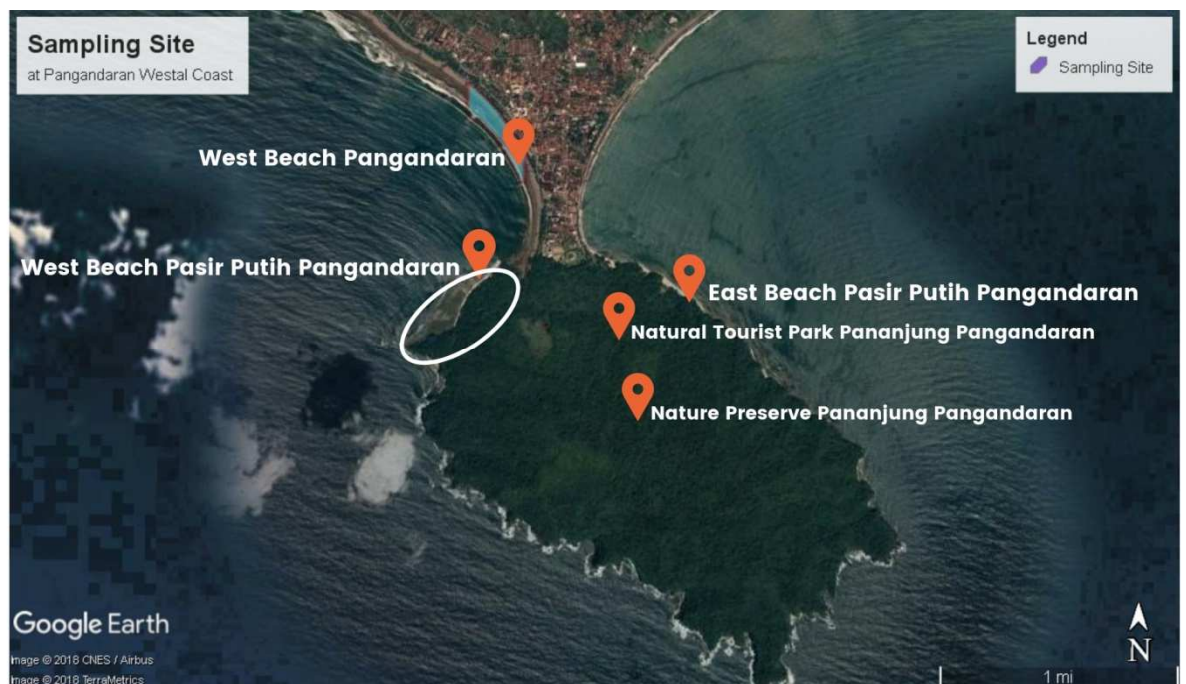 Sampling Site
at Pangandaran Westal Coast
Legend
Sampling Site
West Beach Pangandaran
West Beach Pasir Putih Pangandaran
East Beach Pasir Putih Pangandaran
Natural Tourist Park Pananjung Pangandaran
Nature Preserve Pananjung Pangandaran
Google Earth
Image © 2018 CNES / Airbus
Image © 2018 TerraMetrics
N
1 mi